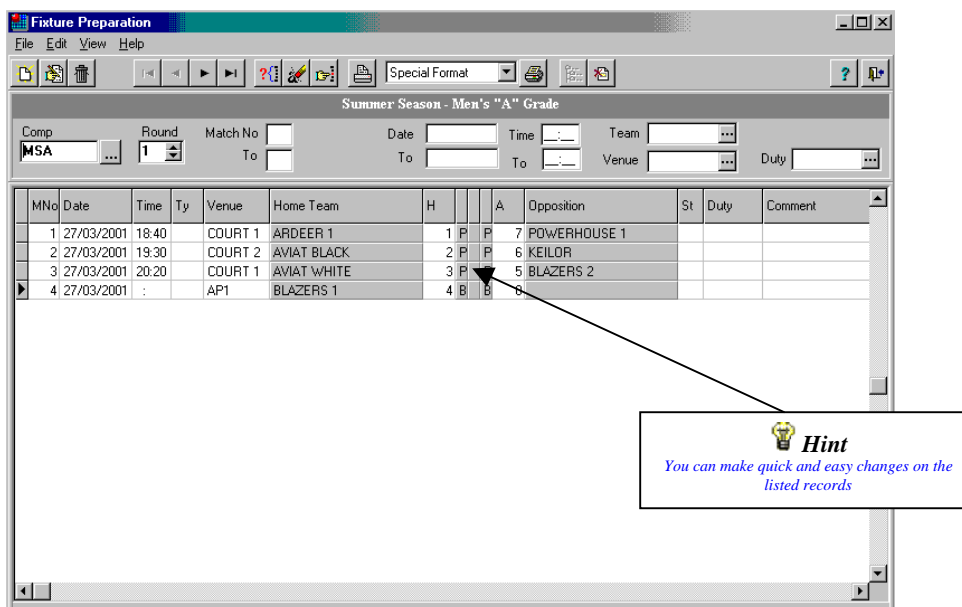 Fixture Preparation
File Edit View Help
Special Format
Summer Season - Men's "A" Grade
Comp Round Match No Date Time __:__ Team ...
MSA ... 1 To To To __:__ Venue ... Duty ...
MNo Date Time Ty Venue Home Team H A Opposition St Duty Comment
1 27/03/2001 18:40 COURT 1 ARDEER 1 1 P P 7 POWERHOUSE 1
2 27/03/2001 19:30 COURT 2 AVIAT BLACK 2 P P 6 KEILOR
3 27/03/2001 20:20 COURT 1 AVIAT WHITE 3 P P 5 BLAZERS 2
4 27/03/2001 : AP1 BLAZERS 1 4 B B 0
Hint
You can make quick and easy changes on the
listed records